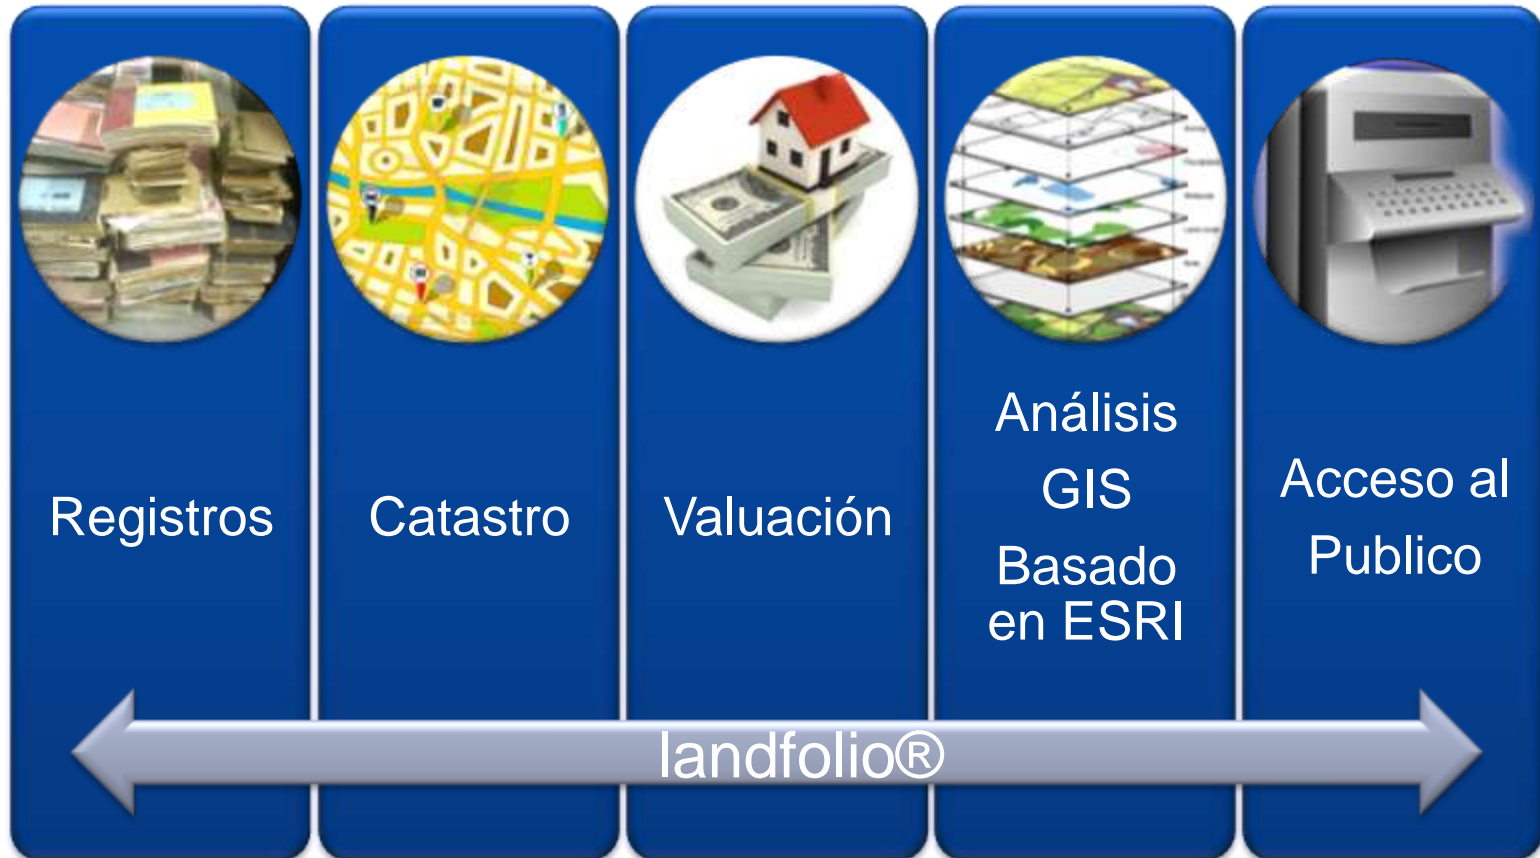 Registros
Catastro
Valuación
Análisis
GIS
Basado
en ESRI
Acceso al
Publico
landfolio®